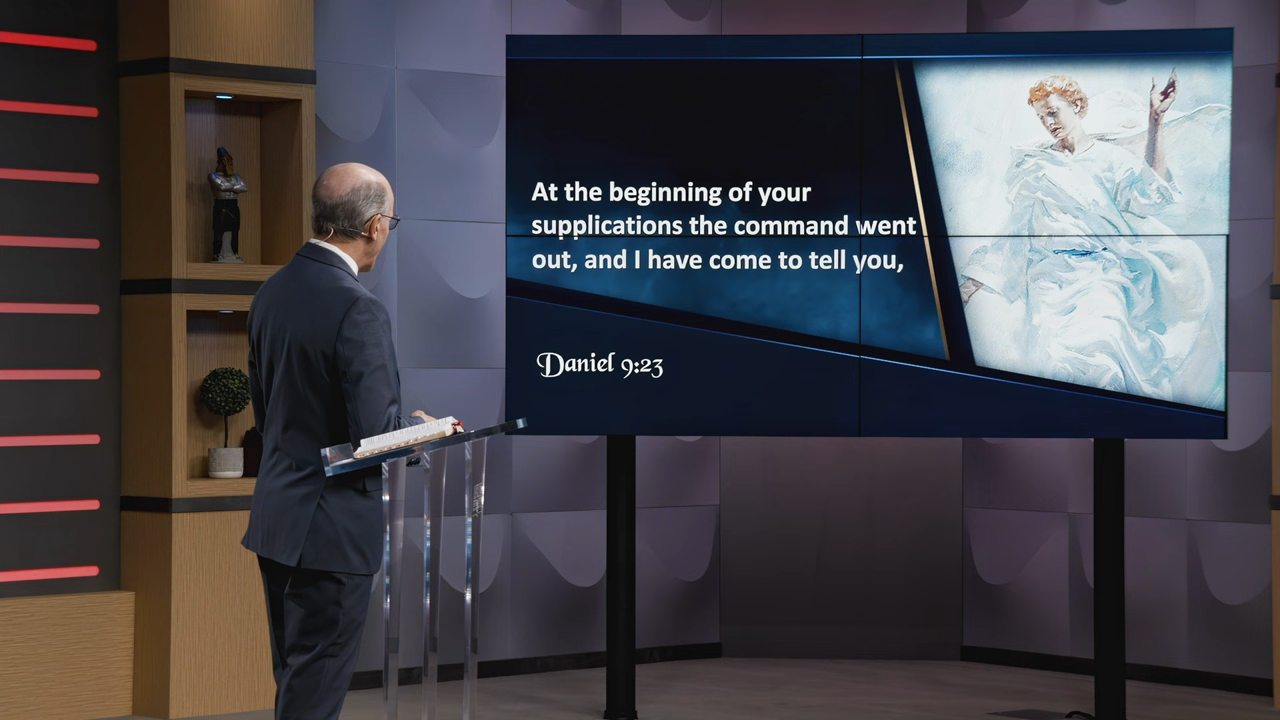 At the beginning of your
supplications the command went
out, and I have come to tell you,
Daniel 9:23